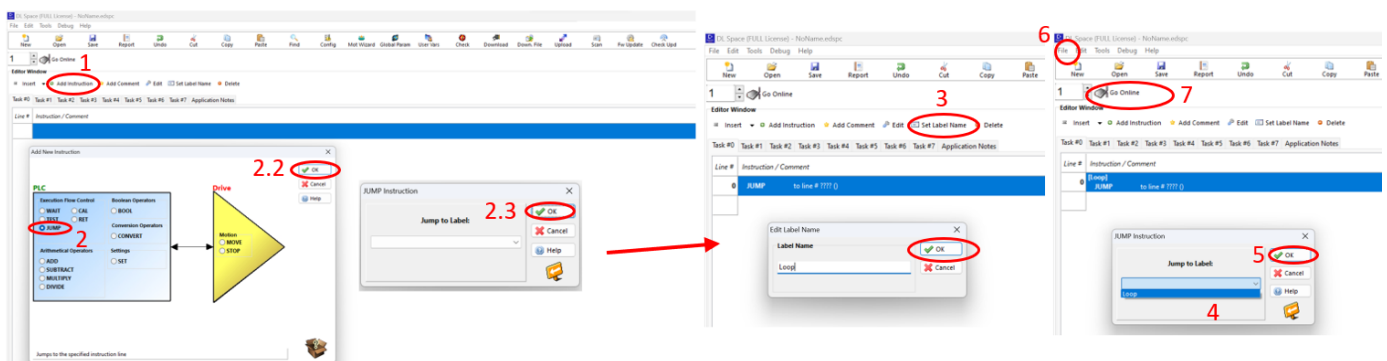 DL Space (FULL License) - NoName.edspc
File Edit Tools Debug Help
New Open Save Report Undo Cut Copy Paste Find Config Mot Wizard Global Param User Vars Check Download Down. File Upload Scan Fw Update Check Upd
1 Go Online
Editor Window
1
Insert Add Instruction Add Comment Edit Set Label Name Delete
Task #0 Task #1 Task #2 Task #3 Task #4 Task #5 Task #6 Task #7 Application Notes
Line # Instruction / Comment
Add New Instruction
2.2 OK
Cancel
Help
PLC
Drive
Execution Flow Control Boolean Operators
WAIT CAL BOOL
TEST RET
JUMP 2
Conversion Operators
CONVERT
Arithmetical Operators Settings
ADD SET
SUBTRACT
MULTIPLY
DIVIDE
Motion
MOVE
STOP
Jumps to the specified instruction line
JUMP Instruction
Jump to Label:
2.3 OK
Cancel
Help
DL Space (FULL License) - NoName.edspc
File Edit Tools Debug Help
New Open Save Report Undo Cut Copy Paste
1 Go Online
3
Editor Window
Insert Add Instruction Add Comment Edit Set Label Name Delete
Task #0 Task #1 Task #2 Task #3 Task #4 Task #5 Task #6 Task #7 Application Notes
Line # Instruction / Comment
0 JUMP to line # ???? ()
Edit Label Name
Label Name
Loop
OK
Cancel
DL Space (FULL License) - NoName.edspc
6
File Edit Tools Debug Help
New Open Save Report Undo Cut Copy Paste
1 Go Online 7
Editor Window
Insert Add Instruction Add Comment Edit Set Label Name Delete
Task #0 Task #1 Task #2 Task #3 Task #4 Task #5 Task #6 Task #7 Application Notes
Line # Instruction / Comment
[Loop]
0 JUMP to line # ???? ()
JUMP Instruction
Jump to Label:
5 OK
Cancel
Help
Loop
4